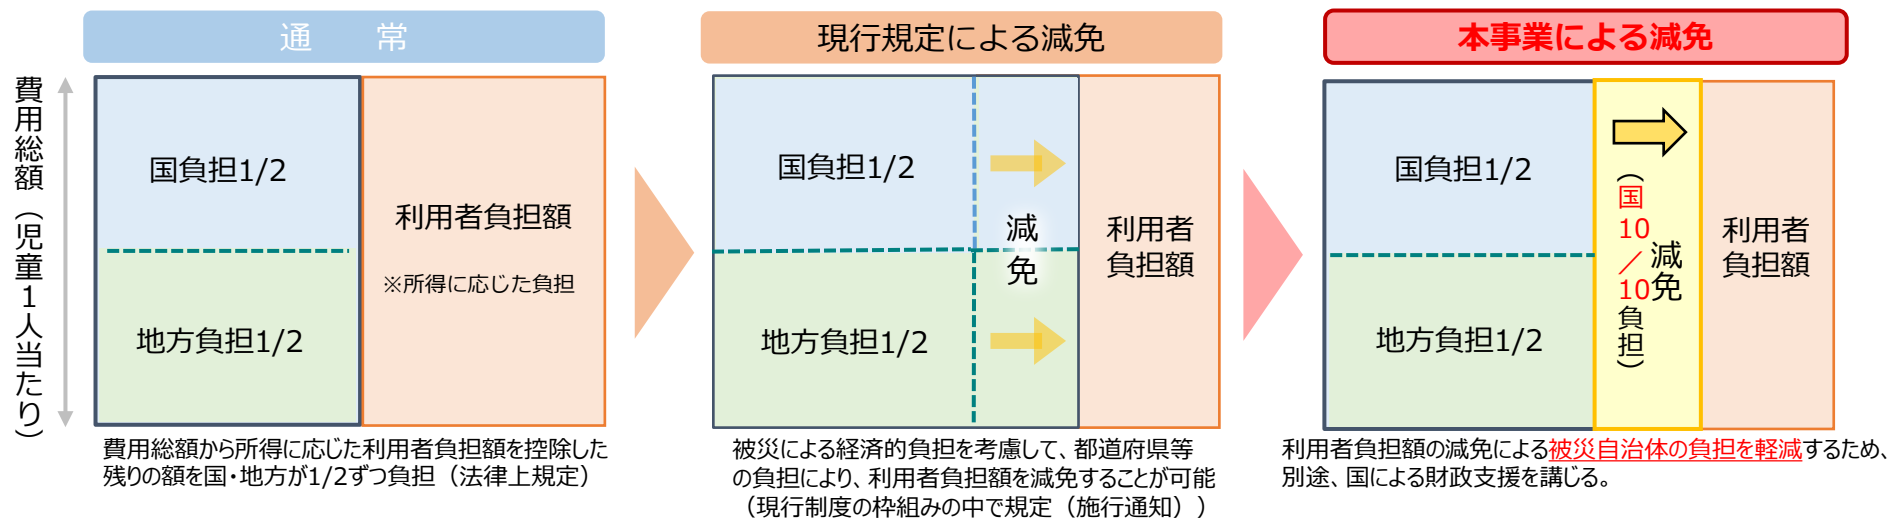 通　常
費用総額（児童1人当たり）
国負担1/2
地方負担1/2
利用者負担額
※所得に応じた負担
費用総額から所得に応じた利用者負担額を控除した
残りの額を国・地方が1/2ずつ負担（法律上規定）
現行規定による減免
国負担1/2
地方負担1/2
減免
利用者
負担額
被災による経済的負担を考慮して、都道府県等
の負担により、利用者負担額を減免することが可能
（現行制度の枠組みの中で規定（施行通知））
本事業による減免
国負担1/2
地方負担1/2
減免
（国10／10負担）
利用者
負担額
利用者負担額の減免による被災自治体の負担を軽減するため、
別途、国による財政支援を講じる。